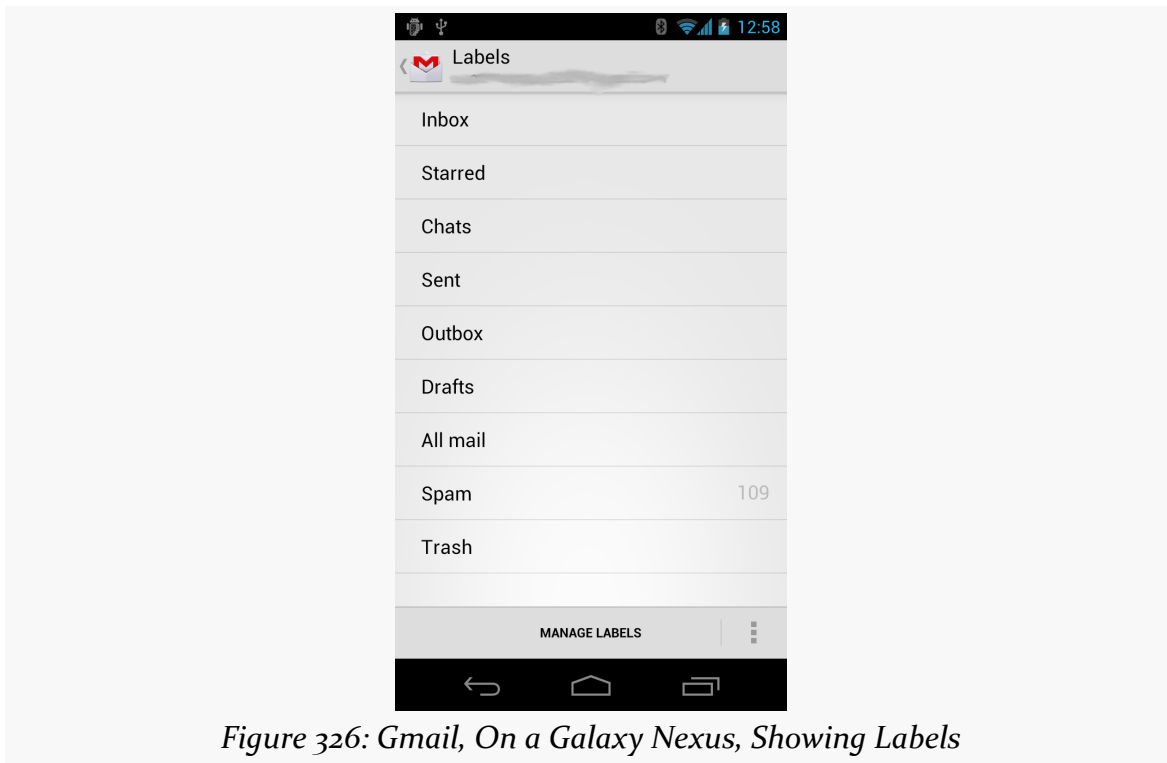 12:58
Labels
Inbox
Starred
Chats
Sent
Outbox
Drafts
All mail
Spam 109
Trash
MANAGE LABELS
Figure 326: Gmail, On a Galaxy Nexus, Showing Labels